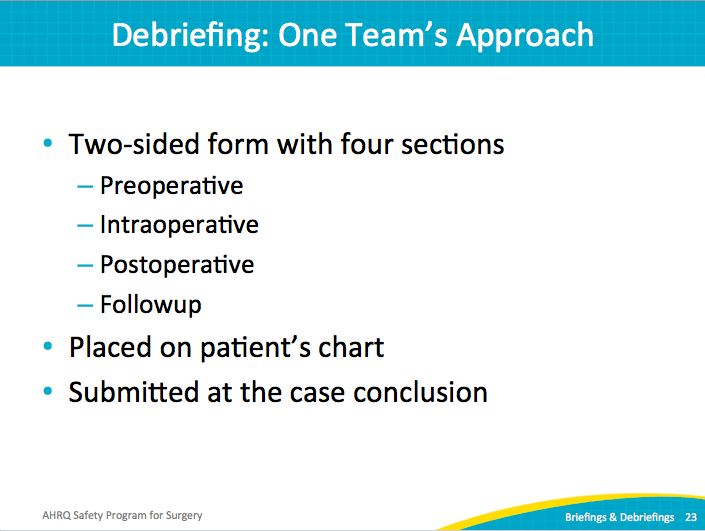 Debriefing: One Team’s Approach
• Two-sided form with four sections
– Preoperative
– Intraoperative
– Postoperative
– Followup
• Placed on patient’s chart
• Submitted at the case conclusion
AHRQ Safety Program for Surgery
Briefings & Debriefings 23